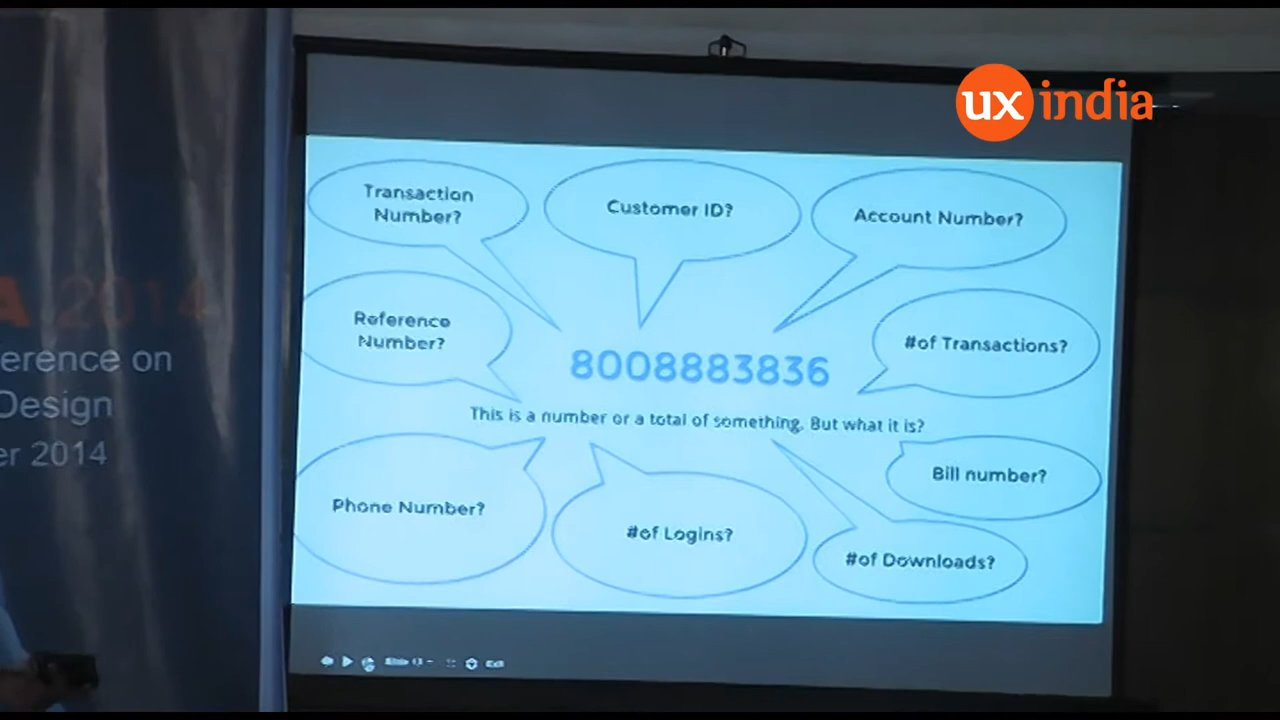 ux india
Transaction
Number?
Customer ID?
Account Number?
Reference
Number?
#of Transactions?
8008883836
This is a number or a total of something. But what it is?
Bill number?
Phone Number?
#of Logins?
#of Downloads?
A 2014
erence on
Design
er 2014